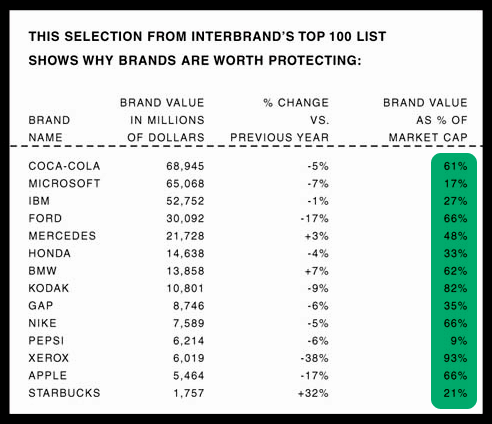 THIS SELECTION FROM INTERBRAND'S TOP 100 LIST
SHOWS WHY BRANDS ARE WORTH PROTECTING:
BRAND VALUE % CHANGE BRAND VALUE
BRAND IN MILLIONS VS. AS % OF
NAME OF DOLLARS PREVIOUS YEAR MARKET CAP
COCA-COLA 68,945 -5% 61%
MICROSOFT 65,068 -7% 17%
IBM 52,752 -1% 27%
FORD 30,092 -17% 66%
MERCEDES 21,728 +3% 48%
HONDA 14,638 -4% 33%
BMW 13,858 +7% 62%
KODAK 10,801 -9% 82%
GAP 8,746 -6% 35%
NIKE 7,589 -5% 66%
PEPSI 6,214 -6% 9%
XEROX 6,019 -38% 93%
APPLE 5,464 -17% 66%
STARBUCKS 1,757 +32% 21%